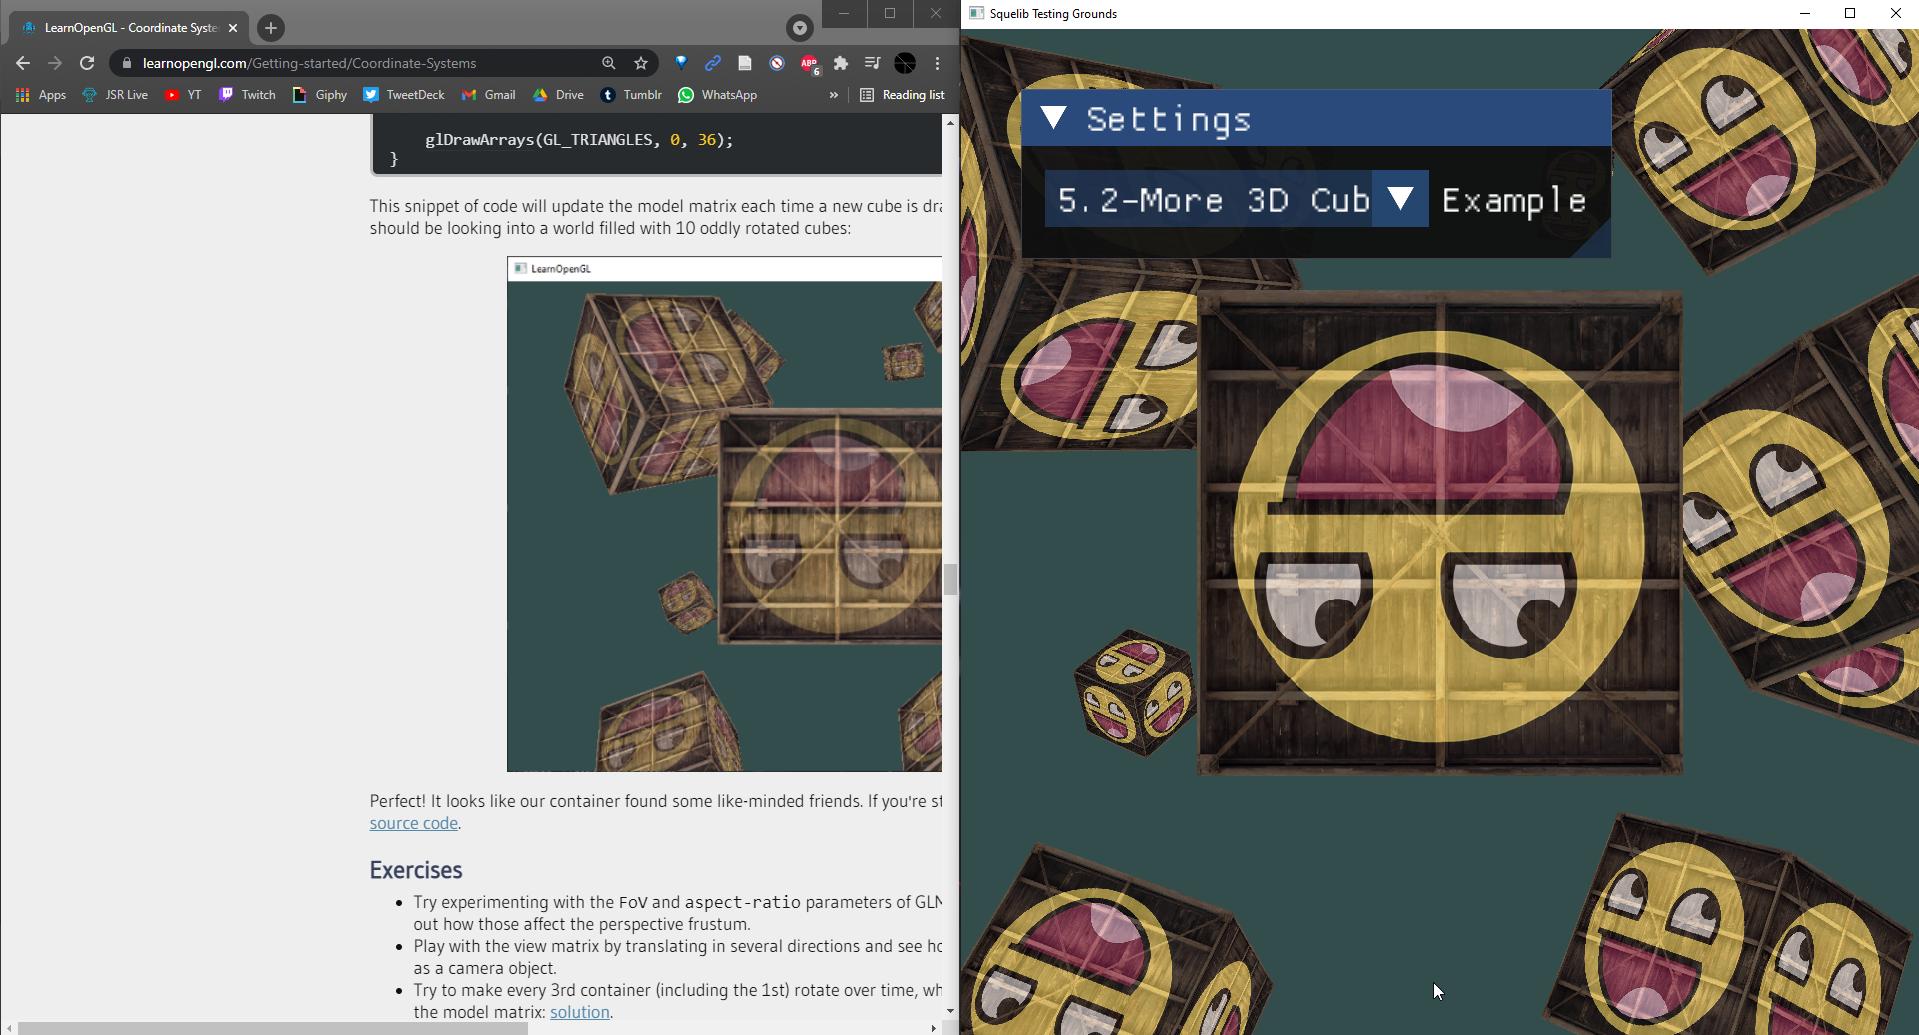 LearnOpenGL - Coordinate Syste
learnopengl.com/Getting-started/Coordinate-Systems
ABP
6
Apps
JSR Live
YT
Twitch
Giphy
TweetDeck
Gmail
Drive
Tumblr
WhatsApp
»
Reading list
glDrawArrays(GL_TRIANGLES, 0, 36);
}
This snippet of code will update the model matrix each time a new cube is dra
should be looking into a world filled with 10 oddly rotated cubes:
LearnOpenGL
Perfect! It looks like our container found some like-minded friends. If you're st
source code.
Exercises
• Try experimenting with the FoV and aspect-ratio parameters of GLM
out how those affect the perspective frustum.
• Play with the view matrix by translating in several directions and see ho
as a camera object.
• Try to make every 3rd container (including the 1st) rotate over time, wh
the model matrix: solution.
Squelib Testing Grounds
Settings
5.2-More 3D Cub
Example